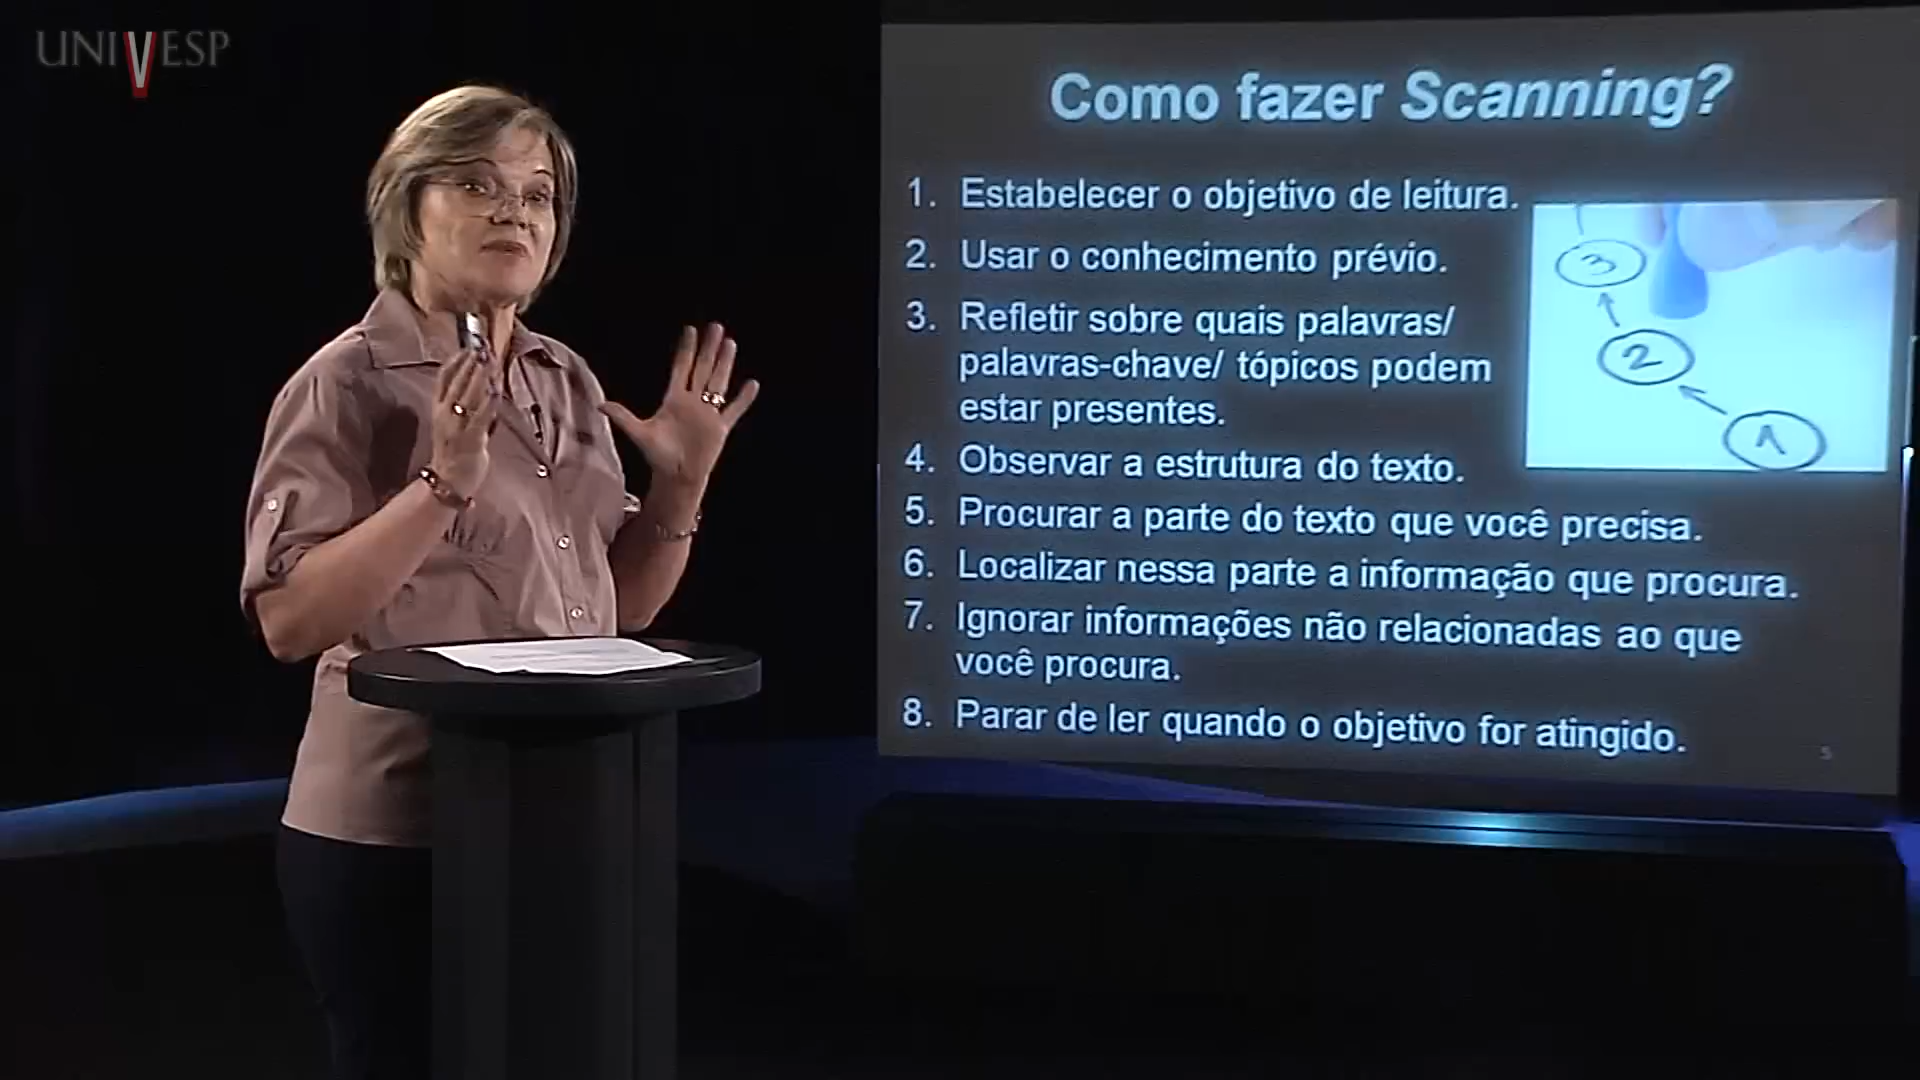 UNIVESP
Como fazer Scanning?
1. Estabelecer o objetivo de leitura.
2. Usar o conhecimento prévio.
3. Refletir sobre quais palavras/
palavras-chave/ tópicos podem
estar presentes.
4. Observar a estrutura do texto.
5. Procurar a parte do texto que você precisa.
6. Localizar nessa parte a informação que procura.
7. Ignorar informações não relacionadas ao que
você procura.
8. Parar de ler quando o objetivo for atingido.
3
2
1
5